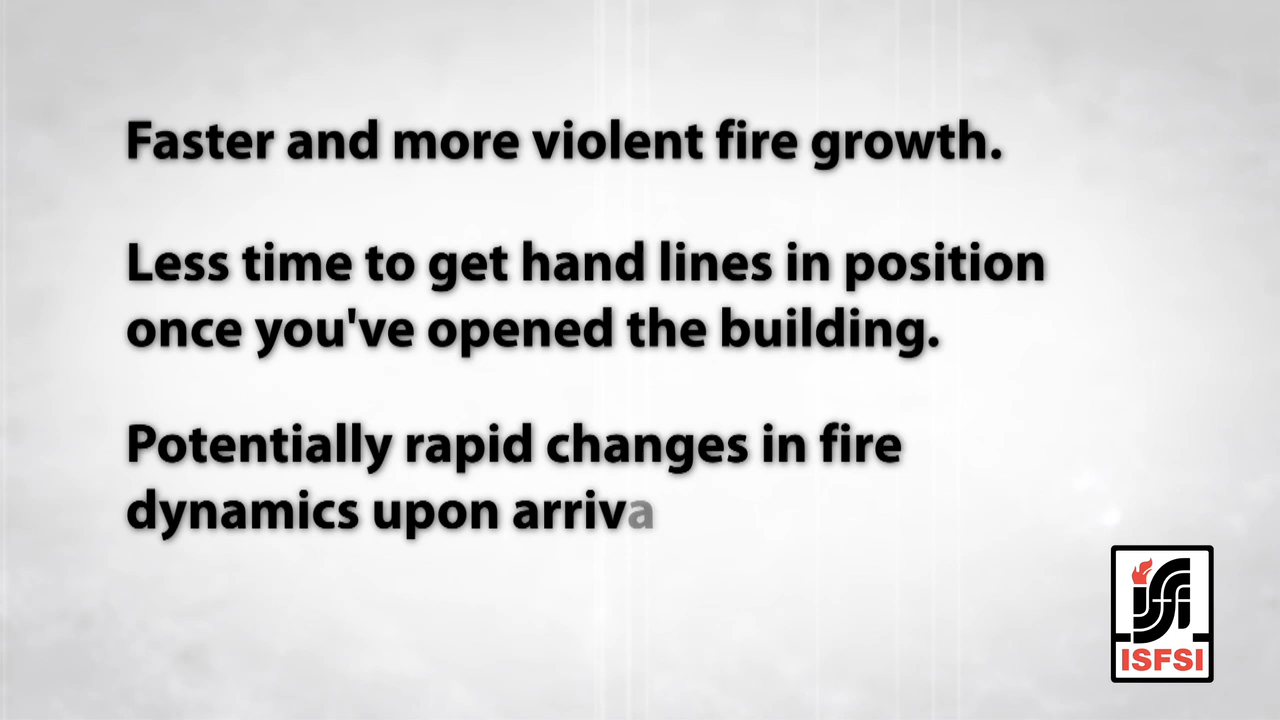 Faster and more violent fire growth.
Less time to get hand lines in position
once you've opened the building.
Potentially rapid changes in fire
dynamics upon arriva
ISFSI